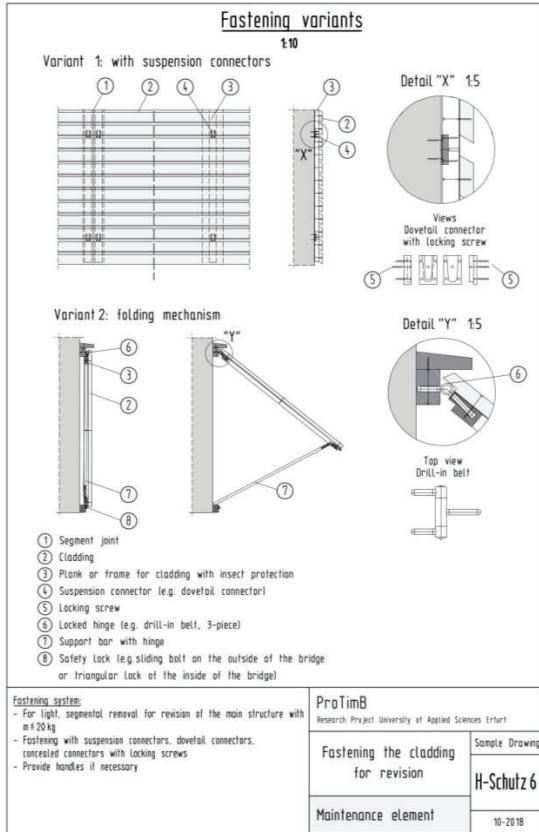 Fastening variants
1:10
Variant 1: with suspension connectors
1
2
4
3
3
2
4
"X"
Detail "X" 1:5
Views
Dovetail connector
with locking screw
5
5
Variant 2: folding mechanism
6
3
2
7
8
"Y"
7
Detail "Y" 1:5
6
Top view
Drill-in belt
1 Segment joint
2 Cladding
3 Plank or frame for cladding with insect protection
4 Suspension connector (e.g. dovetail connector)
5 Locking screw
6 Locked hinge (e.g. drill-in belt, 3-piece)
7 Support bar with hinge
8 Safety lock (e.g. sliding bolt on the outside of the bridge
or triangular lock of the inside of the bridge)
Fastening system:
- For light, segmental removal for revision of the main structure with
m ≤ 20 kg
- Fastening with suspension connectors, dovetail connectors,
concealed connectors with locking screws
- Provide handles if necessary
ProTimB
Research Project University of Applied Sciences Erfurt
Fastening the cladding
for revision
Sample Drawing
H-Schutz 6
Maintenance element
10-2018